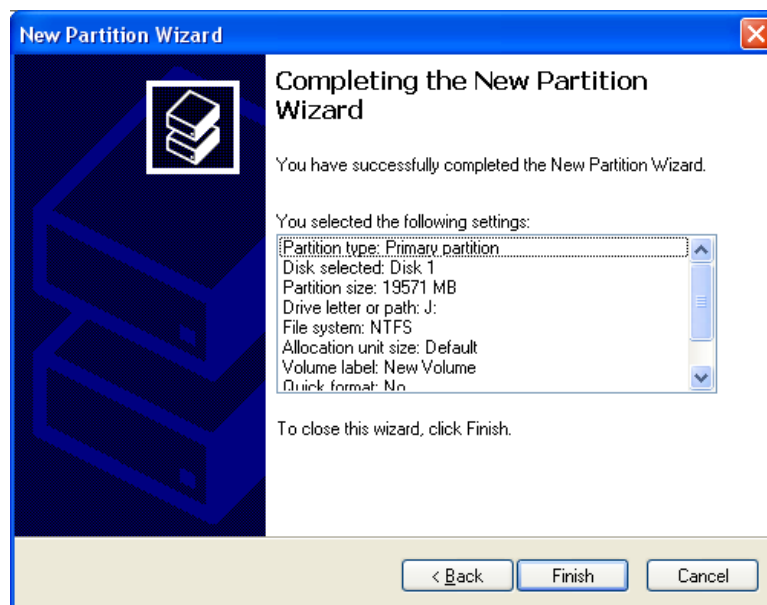 New Partition Wizard
Completing the New Partition
Wizard
You have successfully completed the New Partition Wizard.
You selected the following settings:
Partition type: Primary partition
Disk selected: Disk 1
Partition size: 19571 MB
Drive letter or path: J:
File system: NTFS
Allocation unit size: Default
Volume label: New Volume
Quick format: No
To close this wizard, click Finish.
< Back
Finish
Cancel